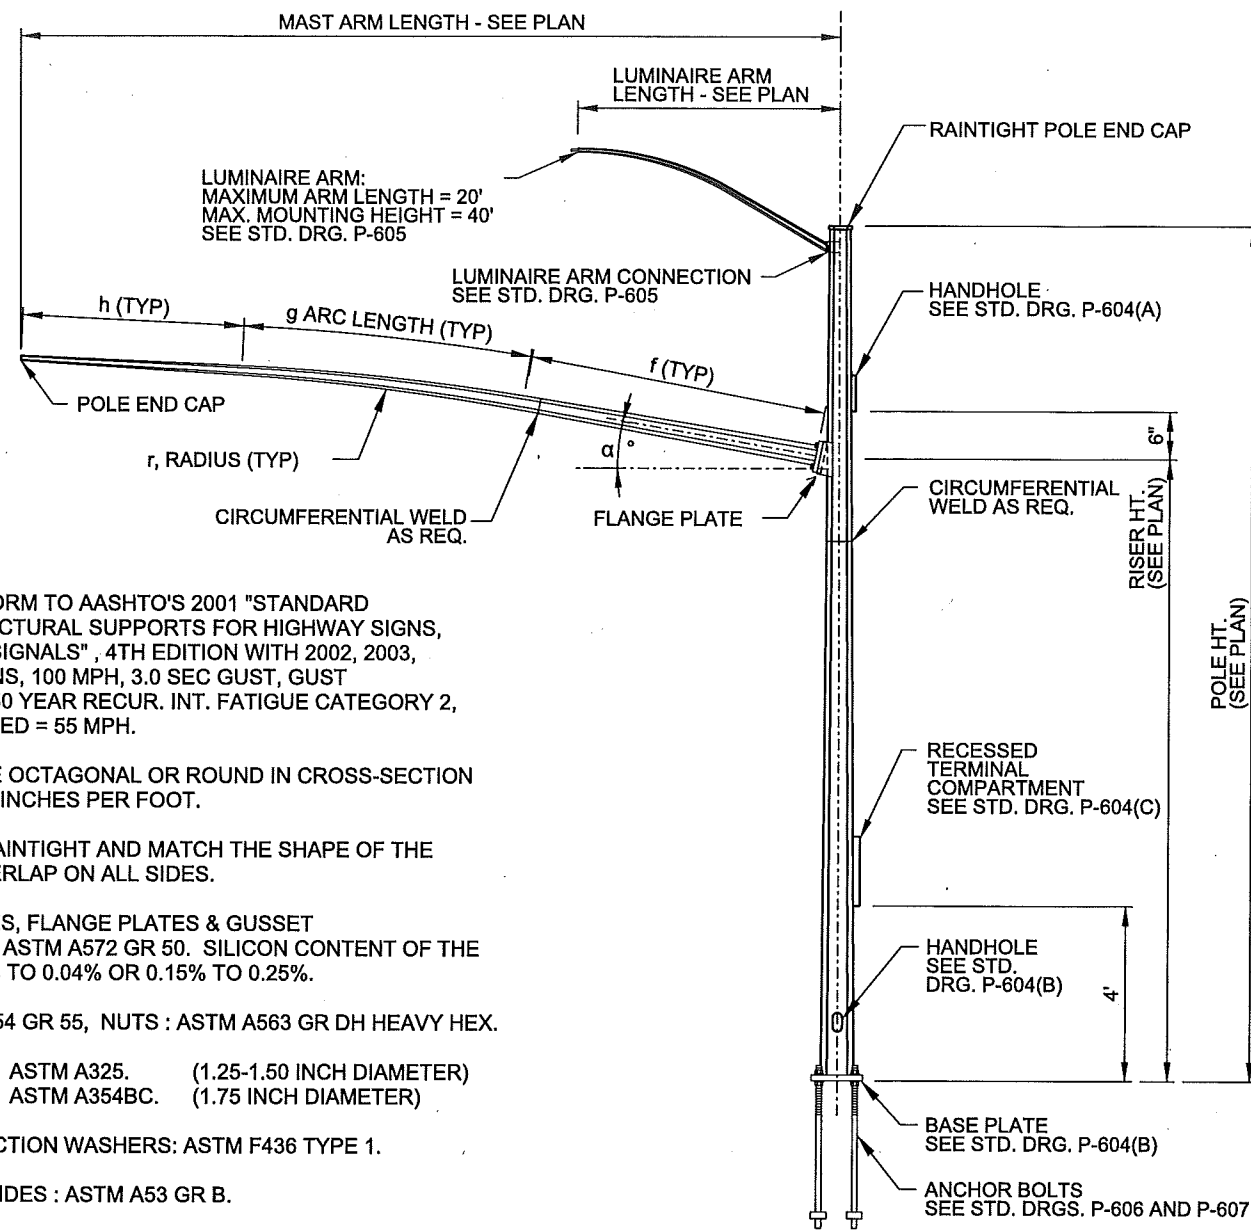 MAST ARM LENGTH - SEE PLAN
LUMINAIRE ARM
LENGTH - SEE PLAN
RAINTIGHT POLE END CAP
LUMINAIRE ARM:
MAXIMUM ARM LENGTH = 20'
MAX. MOUNTING HEIGHT = 40'
SEE STD. DRG. P-605
LUMINAIRE ARM CONNECTION
SEE STD. DRG. P-605
HANDHOLE
SEE STD. DRG. P-604(A)
h (TYP)
g ARC LENGTH (TYP)
f (TYP)
POLE END CAP
r, RADIUS (TYP)
α °
6"
CIRCUMFERENTIAL WELD
AS REQ.
FLANGE PLATE
CIRCUMFERENTIAL
WELD AS REQ.
RISER HT.
(SEE PLAN)
POLE HT.
(SEE PLAN)
ORM TO AASHTO'S 2001 "STANDARD
CTURAL SUPPORTS FOR HIGHWAY SIGNS,
SIGNALS" , 4TH EDITION WITH 2002, 2003,
NS, 100 MPH, 3.0 SEC GUST, GUST
0 YEAR RECUR. INT. FATIGUE CATEGORY 2,
ED = 55 MPH.
E OCTAGONAL OR ROUND IN CROSS-SECTION
INCHES PER FOOT.
AINTIGHT AND MATCH THE SHAPE OF THE
ERLAP ON ALL SIDES.
S, FLANGE PLATES & GUSSET
ASTM A572 GR 50. SILICON CONTENT OF THE
TO 0.04% OR 0.15% TO 0.25%.
54 GR 55, NUTS : ASTM A563 GR DH HEAVY HEX.
ASTM A325. (1.25-1.50 INCH DIAMETER)
ASTM A354BC. (1.75 INCH DIAMETER)
CTION WASHERS: ASTM F436 TYPE 1.
IDES : ASTM A53 GR B.
RECESSED
TERMINAL
COMPARTMENT
SEE STD. DRG. P-604(C)
HANDHOLE
SEE STD.
DRG. P-604(B)
4'
BASE PLATE
SEE STD. DRG. P-604(B)
ANCHOR BOLTS
SEE STD. DRGS. P-606 AND P-607